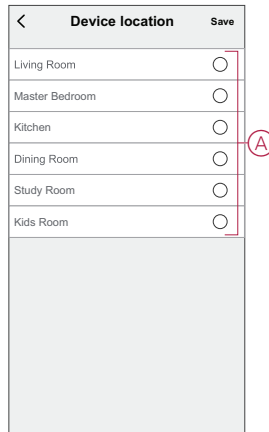 Device location Save
Living Room
Master Bedroom
Kitchen
A
Dining Room
Study Room
Kids Room